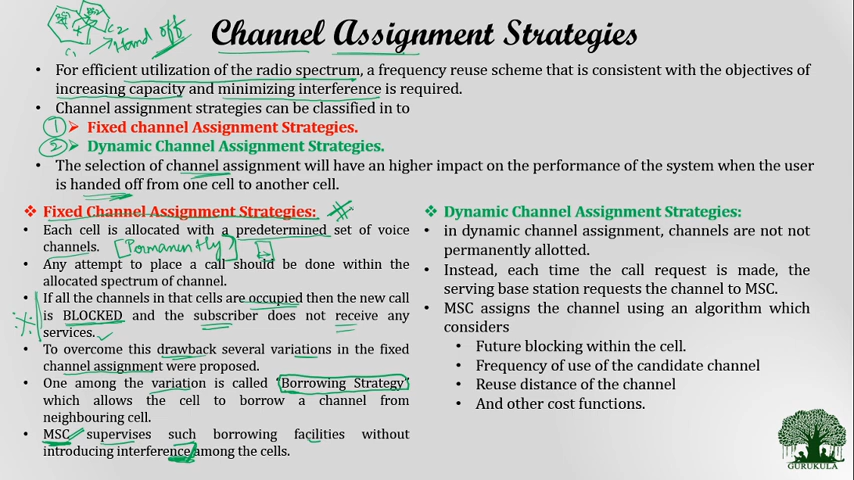 Channel Assignment Strategies
C2
C1
Hand off
• For efficient utilization of the radio spectrum, a frequency reuse scheme that is consistent with the objectives of
increasing capacity and minimizing interference is required.
• Channel assignment strategies can be classified in to
1 ➤ Fixed channel Assignment Strategies.
2 ➤ Dynamic Channel Assignment Strategies.
• The selection of channel assignment will have an higher impact on the performance of the system when the user
is handed off from one cell to another cell.
❖ Fixed Channel Assignment Strategies:
• Each cell is allocated with a predetermined set of voice
channels. [Permanently]
• Any attempt to place a call should be done within the
allocated spectrum of channel.
• If all the channels in that cells are occupied then the new call
is BLOCKED and the subscriber does not receive any
services.
• To overcome this drawback several variations in the fixed
channel assignment were proposed.
• One among the variation is called 'Borrowing Strategy'
which allows the cell to borrow a channel from
neighbouring cell.
• MSC supervises such borrowing facilities without
introducing interference among the cells.
❖ Dynamic Channel Assignment Strategies:
• in dynamic channel assignment, channels are not not
permanently allotted.
• Instead, each time the call request is made, the
serving base station requests the channel to MSC.
• MSC assigns the channel using an algorithm which
considers
• Future blocking within the cell.
• Frequency of use of the candidate channel
• Reuse distance of the channel
• And other cost functions.
GURUKULA